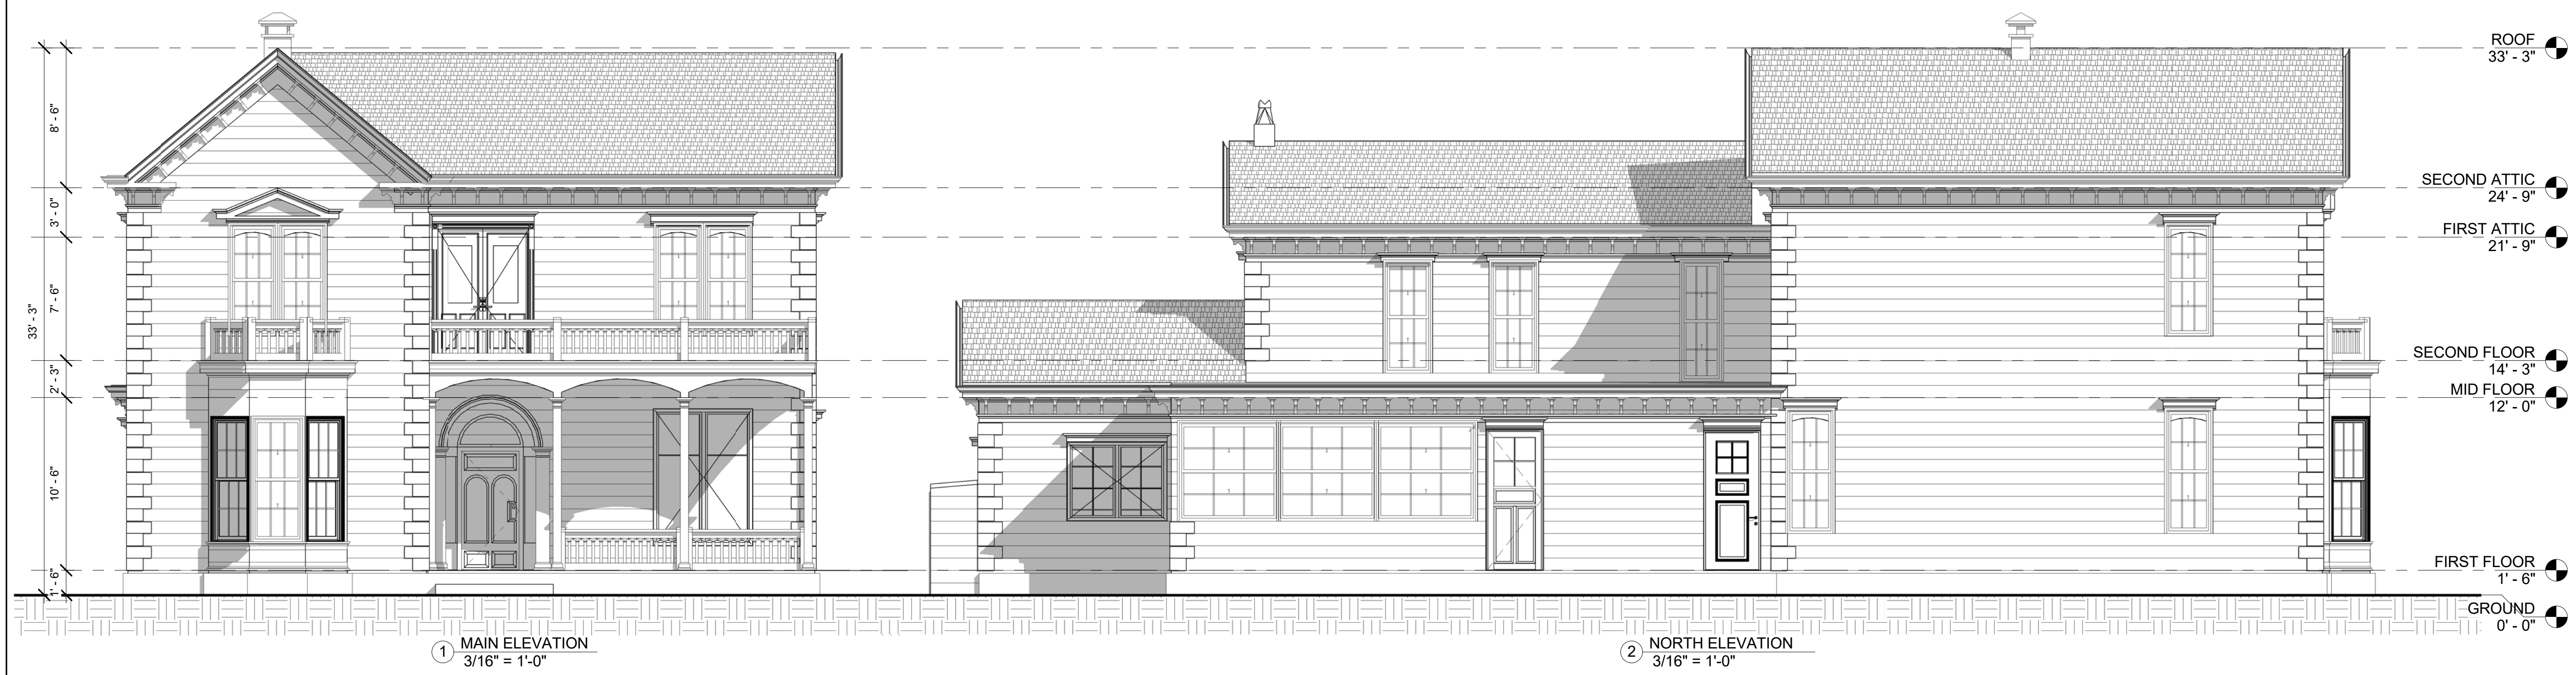 8' - 6"
3' - 0"
7' - 6"
33' - 3"
2' - 3"
10' - 6"
1' - 6"
1 MAIN ELEVATION
3/16" = 1'-0"
2 NORTH ELEVATION
3/16" = 1'-0"
ROOF
33' - 3"
SECOND ATTIC
24' - 9"
FIRST ATTIC
21' - 9"
SECOND FLOOR
14' - 3"
MID FLOOR
12' - 0"
FIRST FLOOR
1' - 6"
GROUND
0' - 0"